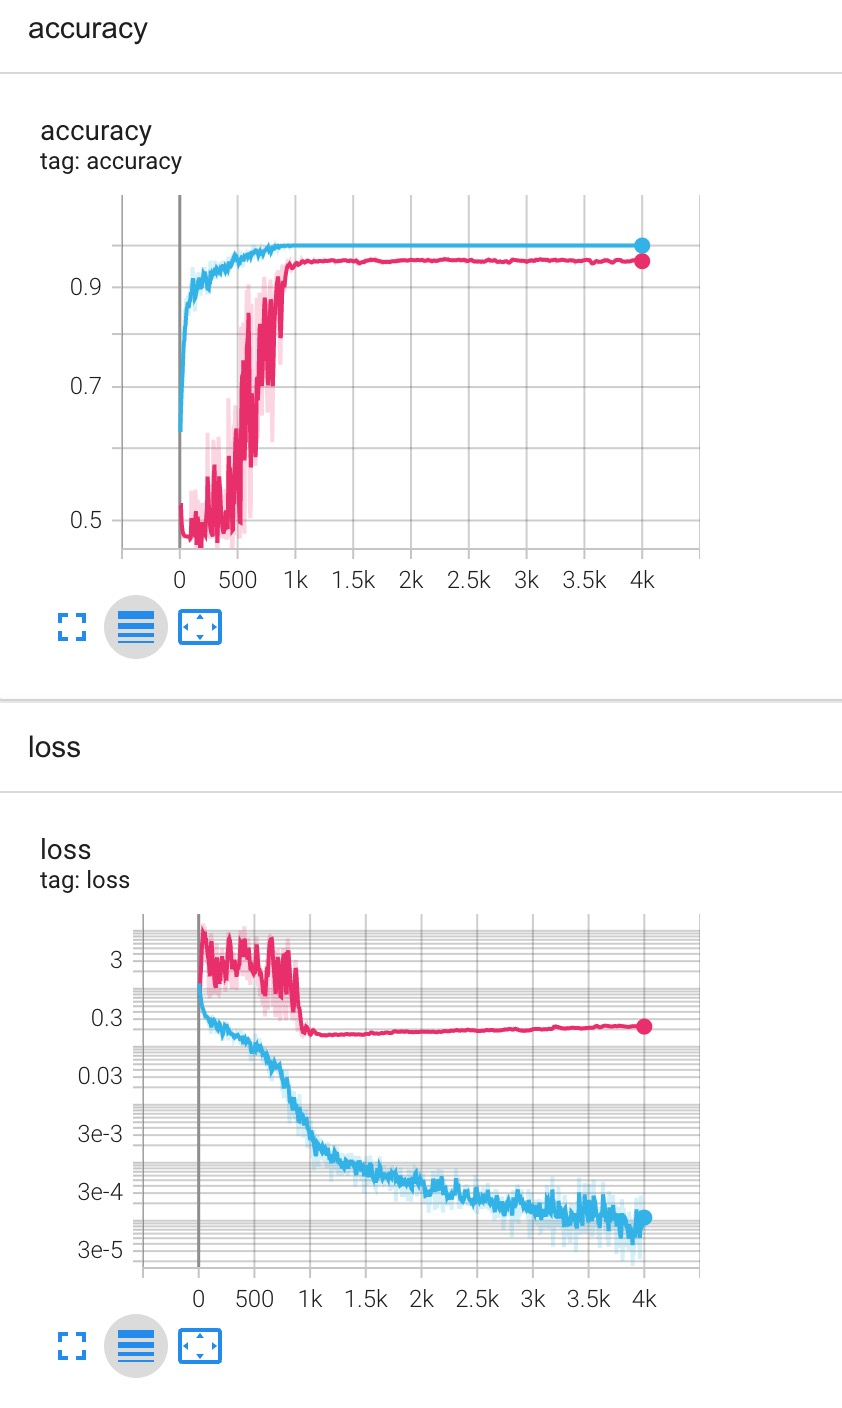 accuracy
accuracy
tag: accuracy
0.9
0.7
0.5
0 500 1k 1.5k 2k 2.5k 3k 3.5k 4k
loss
loss
tag: loss
3
0.3
0.03
3e-3
3e-4
3e-5
0 500 1k 1.5k 2k 2.5k 3k 3.5k 4k